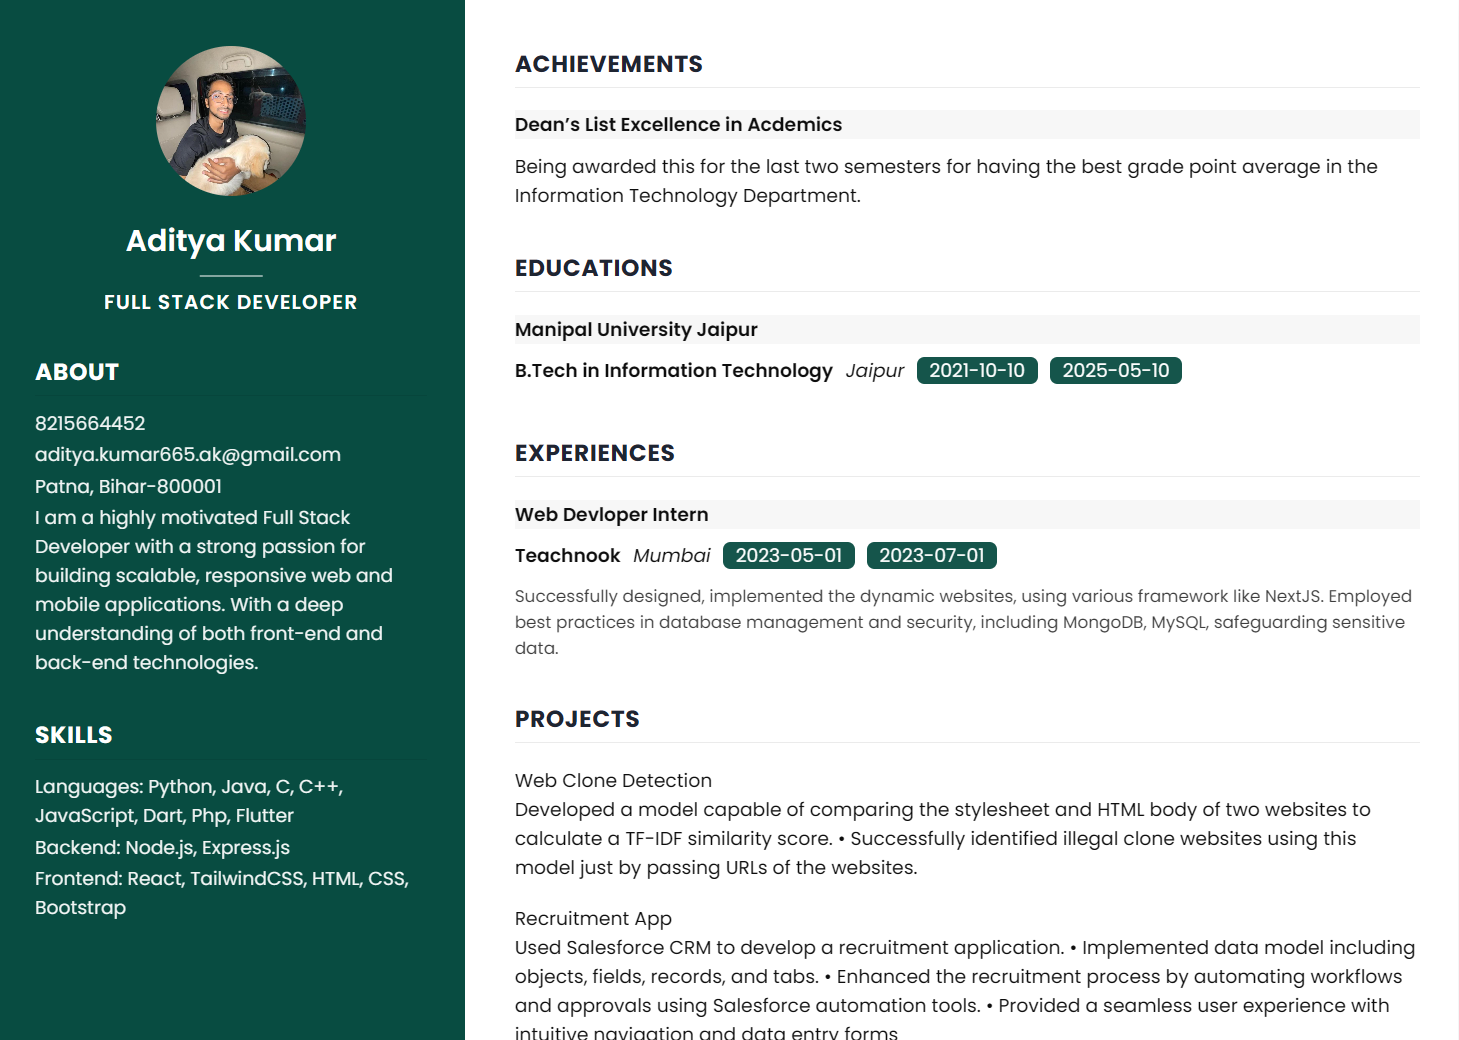 Aditya Kumar
FULL STACK DEVELOPER
ABOUT
8215664452
aditya.kumar665.ak@gmail.com
Patna, Bihar-800001
I am a highly motivated Full Stack
Developer with a strong passion for
building scalable, responsive web and
mobile applications. With a deep
understanding of both front-end and
back-end technologies.
SKILLS
Languages: Python, Java, C, C++,
JavaScript, Dart, Php, Flutter
Backend: Node.js, Express.js
Frontend: React, TailwindCSS, HTML, CSS,
Bootstrap
ACHIEVEMENTS
Dean’s List Excellence in Acdemics
Being awarded this for the last two semesters for having the best grade point average in the
Information Technology Department.
EDUCATIONS
Manipal University Jaipur
B.Tech in Information Technology Jaipur 2021-10-10 2025-05-10
EXPERIENCES
Web Devloper Intern
Teachnook Mumbai 2023-05-01 2023-07-01
Successfully designed, implemented the dynamic websites, using various framework like NextJS. Employed
best practices in database management and security, including MongoDB, MySQL, safeguarding sensitive
data.
PROJECTS
Web Clone Detection
Developed a model capable of comparing the stylesheet and HTML body of two websites to
calculate a TF-IDF similarity score. • Successfully identified illegal clone websites using this
model just by passing URLs of the websites.
Recruitment App
Used Salesforce CRM to develop a recruitment application. • Implemented data model including
objects, fields, records, and tabs. • Enhanced the recruitment process by automating workflows
and approvals using Salesforce automation tools. • Provided a seamless user experience with
intuitive navigation and data entry forms